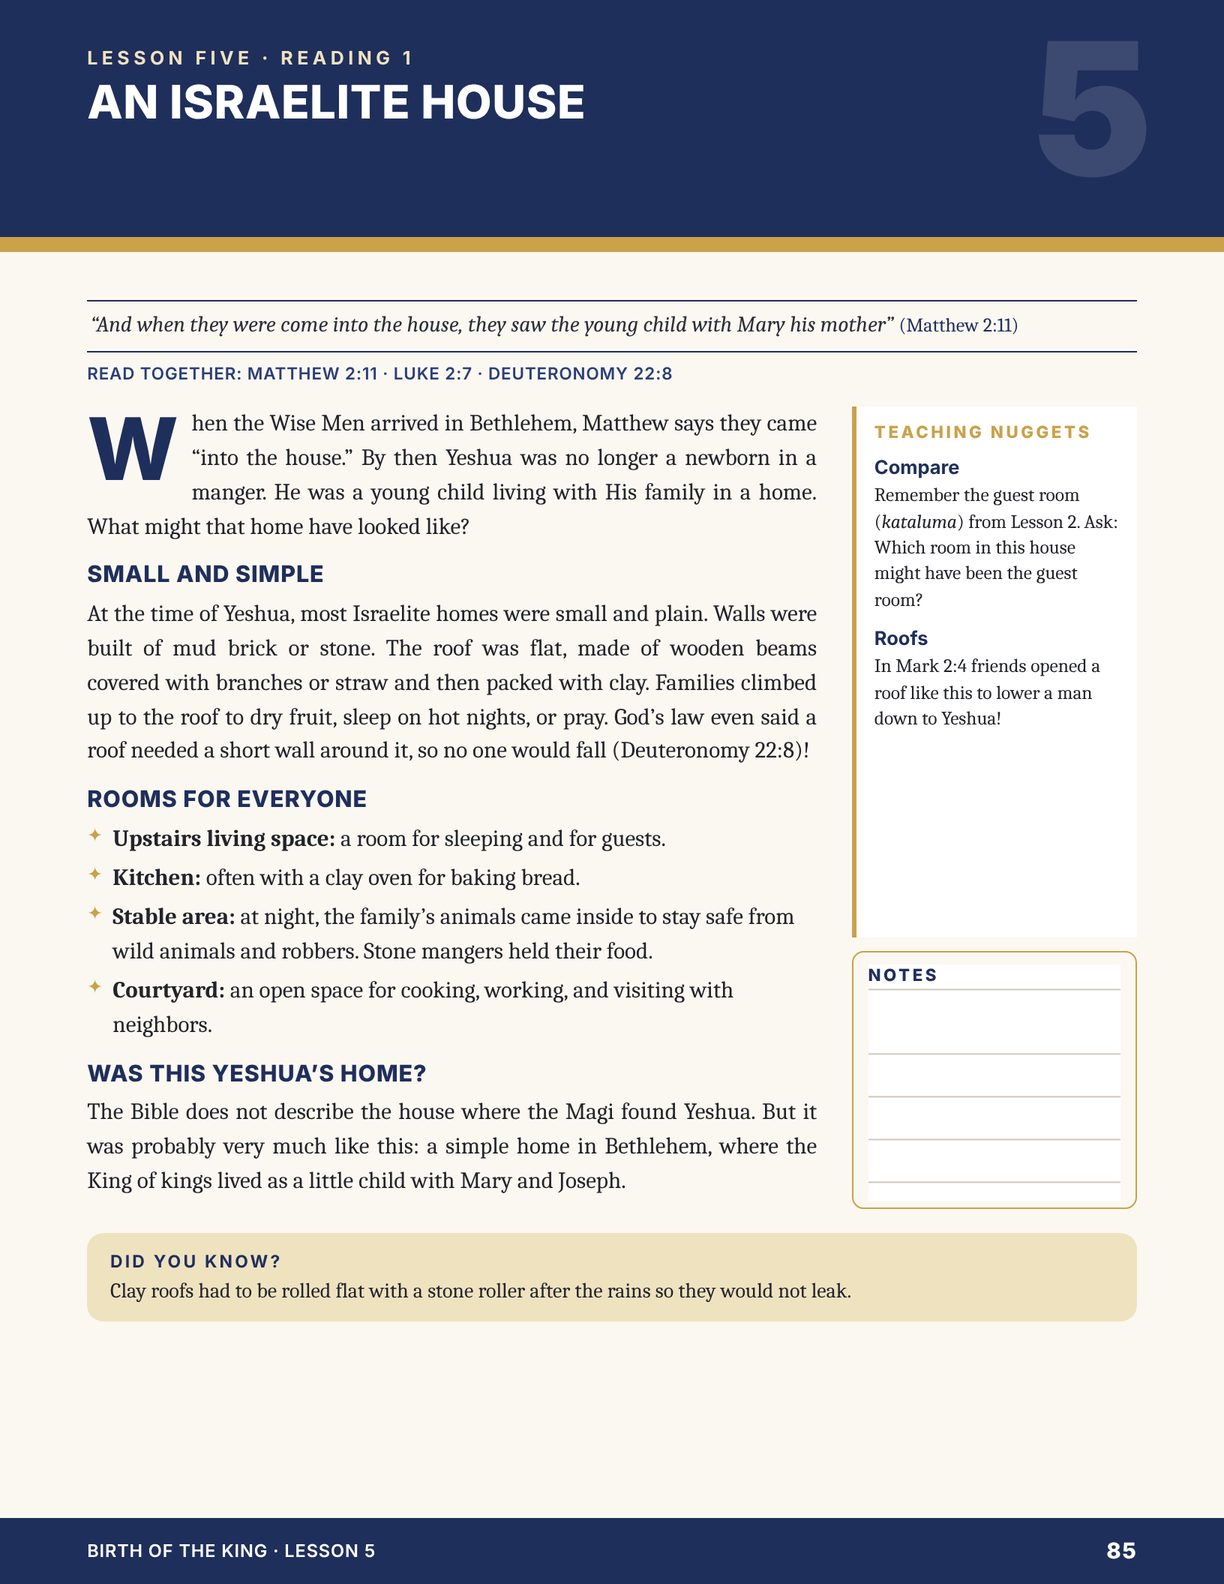 LESSON FIVE · READING 1
AN ISRAELITE HOUSE
5
“And when they were come into the house, they saw the young child with Mary his mother” (Matthew 2:11)
READ TOGETHER: MATTHEW 2:11 · LUKE 2:7 · DEUTERONOMY 22:8
When the Wise Men arrived in Bethlehem, Matthew says they came
“into the house.” By then Yeshua was no longer a newborn in a
manger. He was a young child living with His family in a home.
What might that home have looked like?
SMALL AND SIMPLE
At the time of Yeshua, most Israelite homes were small and plain. Walls were
built of mud brick or stone. The roof was flat, made of wooden beams
covered with branches or straw and then packed with clay. Families climbed
up to the roof to dry fruit, sleep on hot nights, or pray. God’s law even said a
roof needed a short wall around it, so no one would fall (Deuteronomy 22:8)!
ROOMS FOR EVERYONE
✦ Upstairs living space: a room for sleeping and for guests.
✦ Kitchen: often with a clay oven for baking bread.
✦ Stable area: at night, the family’s animals came inside to stay safe from
wild animals and robbers. Stone mangers held their food.
✦ Courtyard: an open space for cooking, working, and visiting with
neighbors.
WAS THIS YESHUA’S HOME?
The Bible does not describe the house where the Magi found Yeshua. But it
was probably very much like this: a simple home in Bethlehem, where the
King of kings lived as a little child with Mary and Joseph.
TEACHING NUGGETS
Compare
Remember the guest room
(kataluma) from Lesson 2. Ask:
Which room in this house
might have been the guest
room?
Roofs
In Mark 2:4 friends opened a
roof like this to lower a man
down to Yeshua!
NOTES
DID YOU KNOW?
Clay roofs had to be rolled flat with a stone roller after the rains so they would not leak.
BIRTH OF THE KING · LESSON 5
85